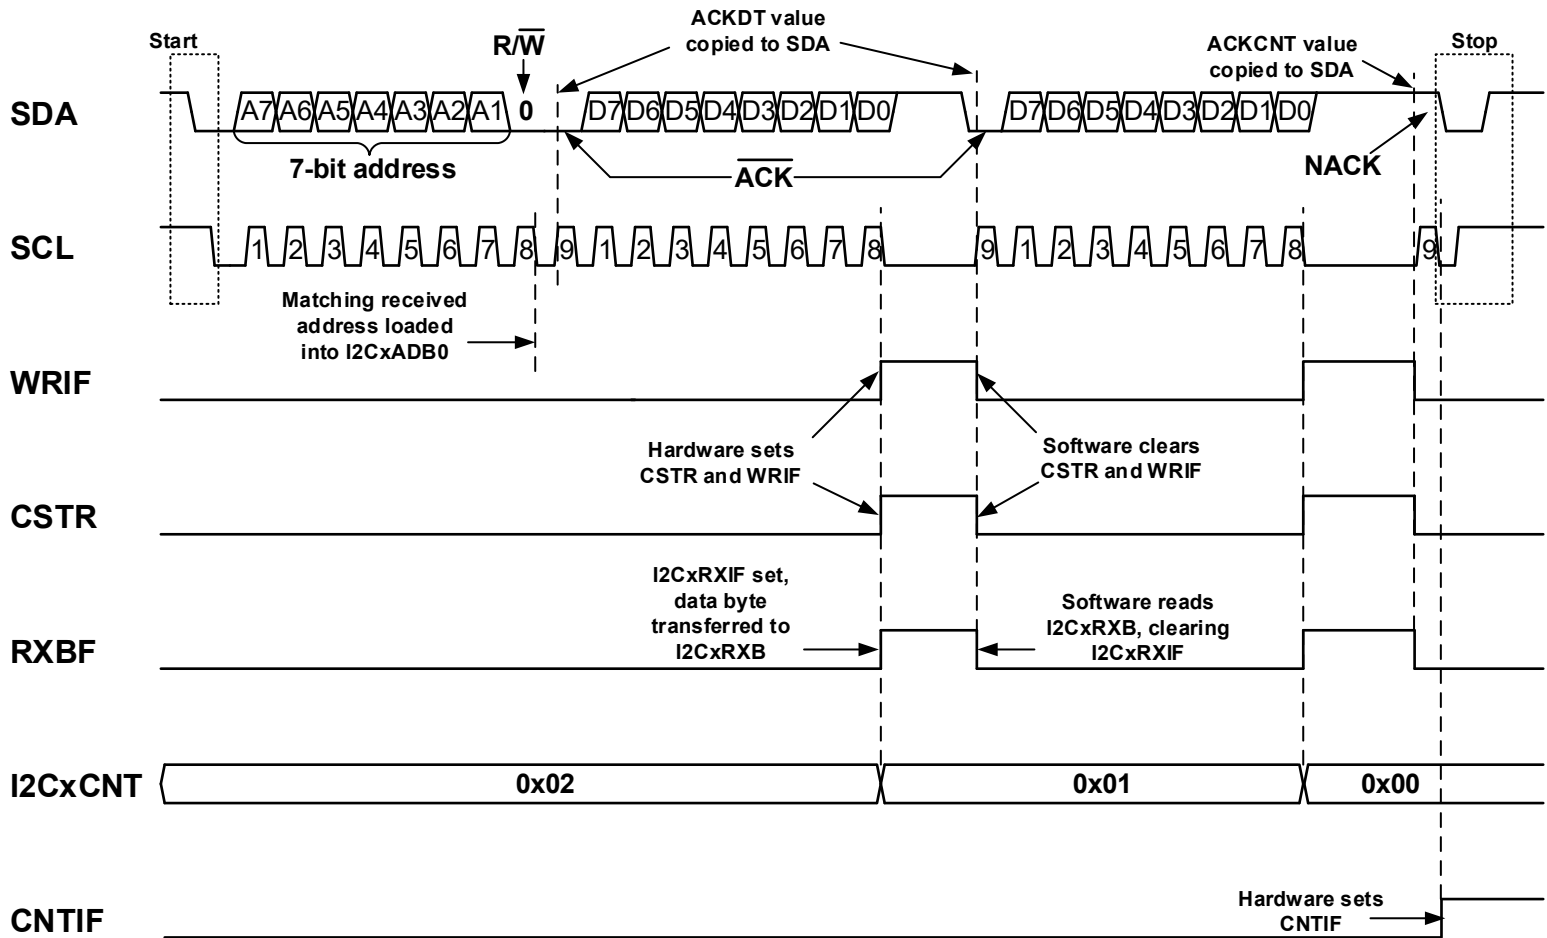 ACKDT value
copied to SDA
Start
R/W
ACKCNT value
copied to SDA
Stop
SDA
A7 A6 A5 A4 A3 A2 A1 0 D7 D6 D5 D4 D3 D2 D1 D0 D7 D6 D5 D4 D3 D2 D1 D0
7-bit address
ACK
NACK
SCL
1 2 3 4 5 6 7 8 9 1 2 3 4 5 6 7 8 9 1 2 3 4 5 6 7 8 9
Matching received
address loaded
into I2CxADB0
WRIF
Hardware sets
CSTR and WRIF
Software clears
CSTR and WRIF
CSTR
I2CxRXIF set,
data byte
transferred to
I2CxRXB
Software reads
I2CxRXB, clearing
I2CxRXIF
RXBF
I2CxCNT
0x02 0x01 0x00
Hardware sets
CNTIF
CNTIF